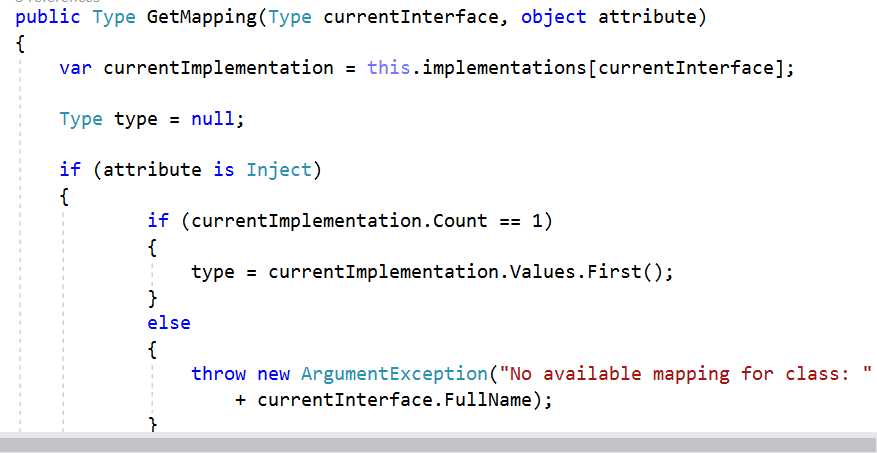 public Type GetMapping(Type currentInterface, object attribute)
{
var currentImplementation = this.implementations[currentInterface];
Type type = null;
if (attribute is Inject)
{
if (currentImplementation.Count == 1)
{
type = currentImplementation.Values.First();
}
else
{
throw new ArgumentException("No available mapping for class: "
+ currentInterface.FullName);
}